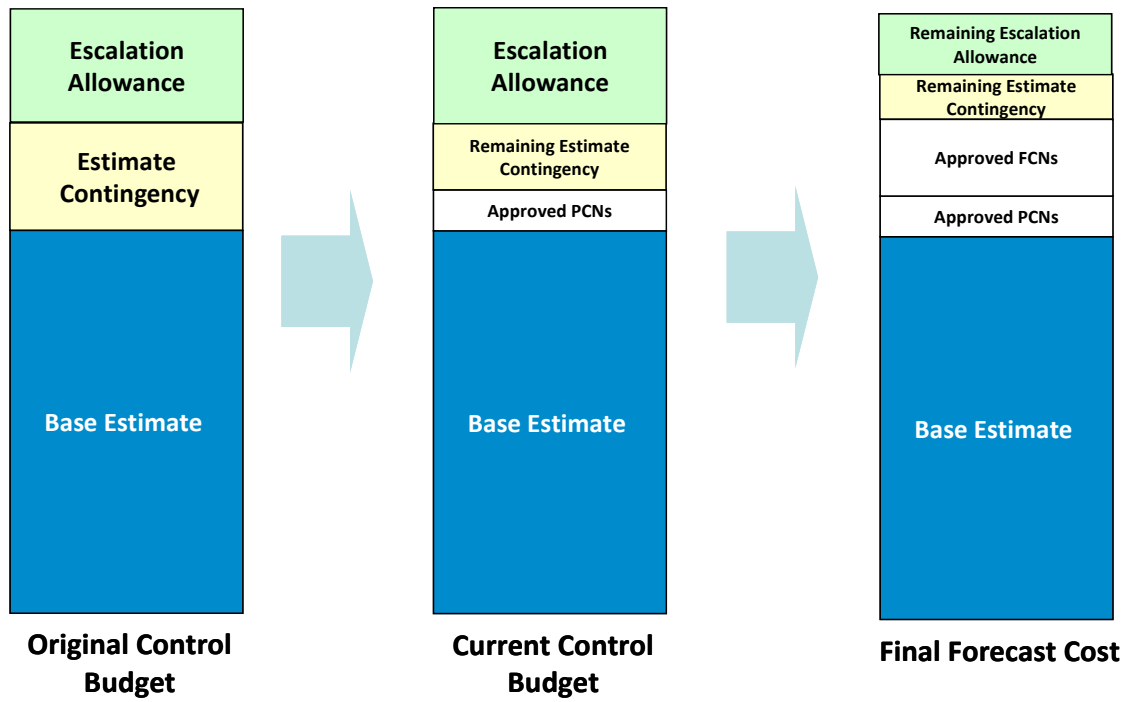 Escalation
Allowance
Estimate
Contingency
Base Estimate
Original Control
Budget
Escalation
Allowance
Remaining Estimate
Contingency
Approved PCNs
Base Estimate
Current Control
Budget
Remaining Escalation
Allowance
Remaining Estimate
Contingency
Approved FCNs
Approved PCNs
Base Estimate
Final Forecast Cost